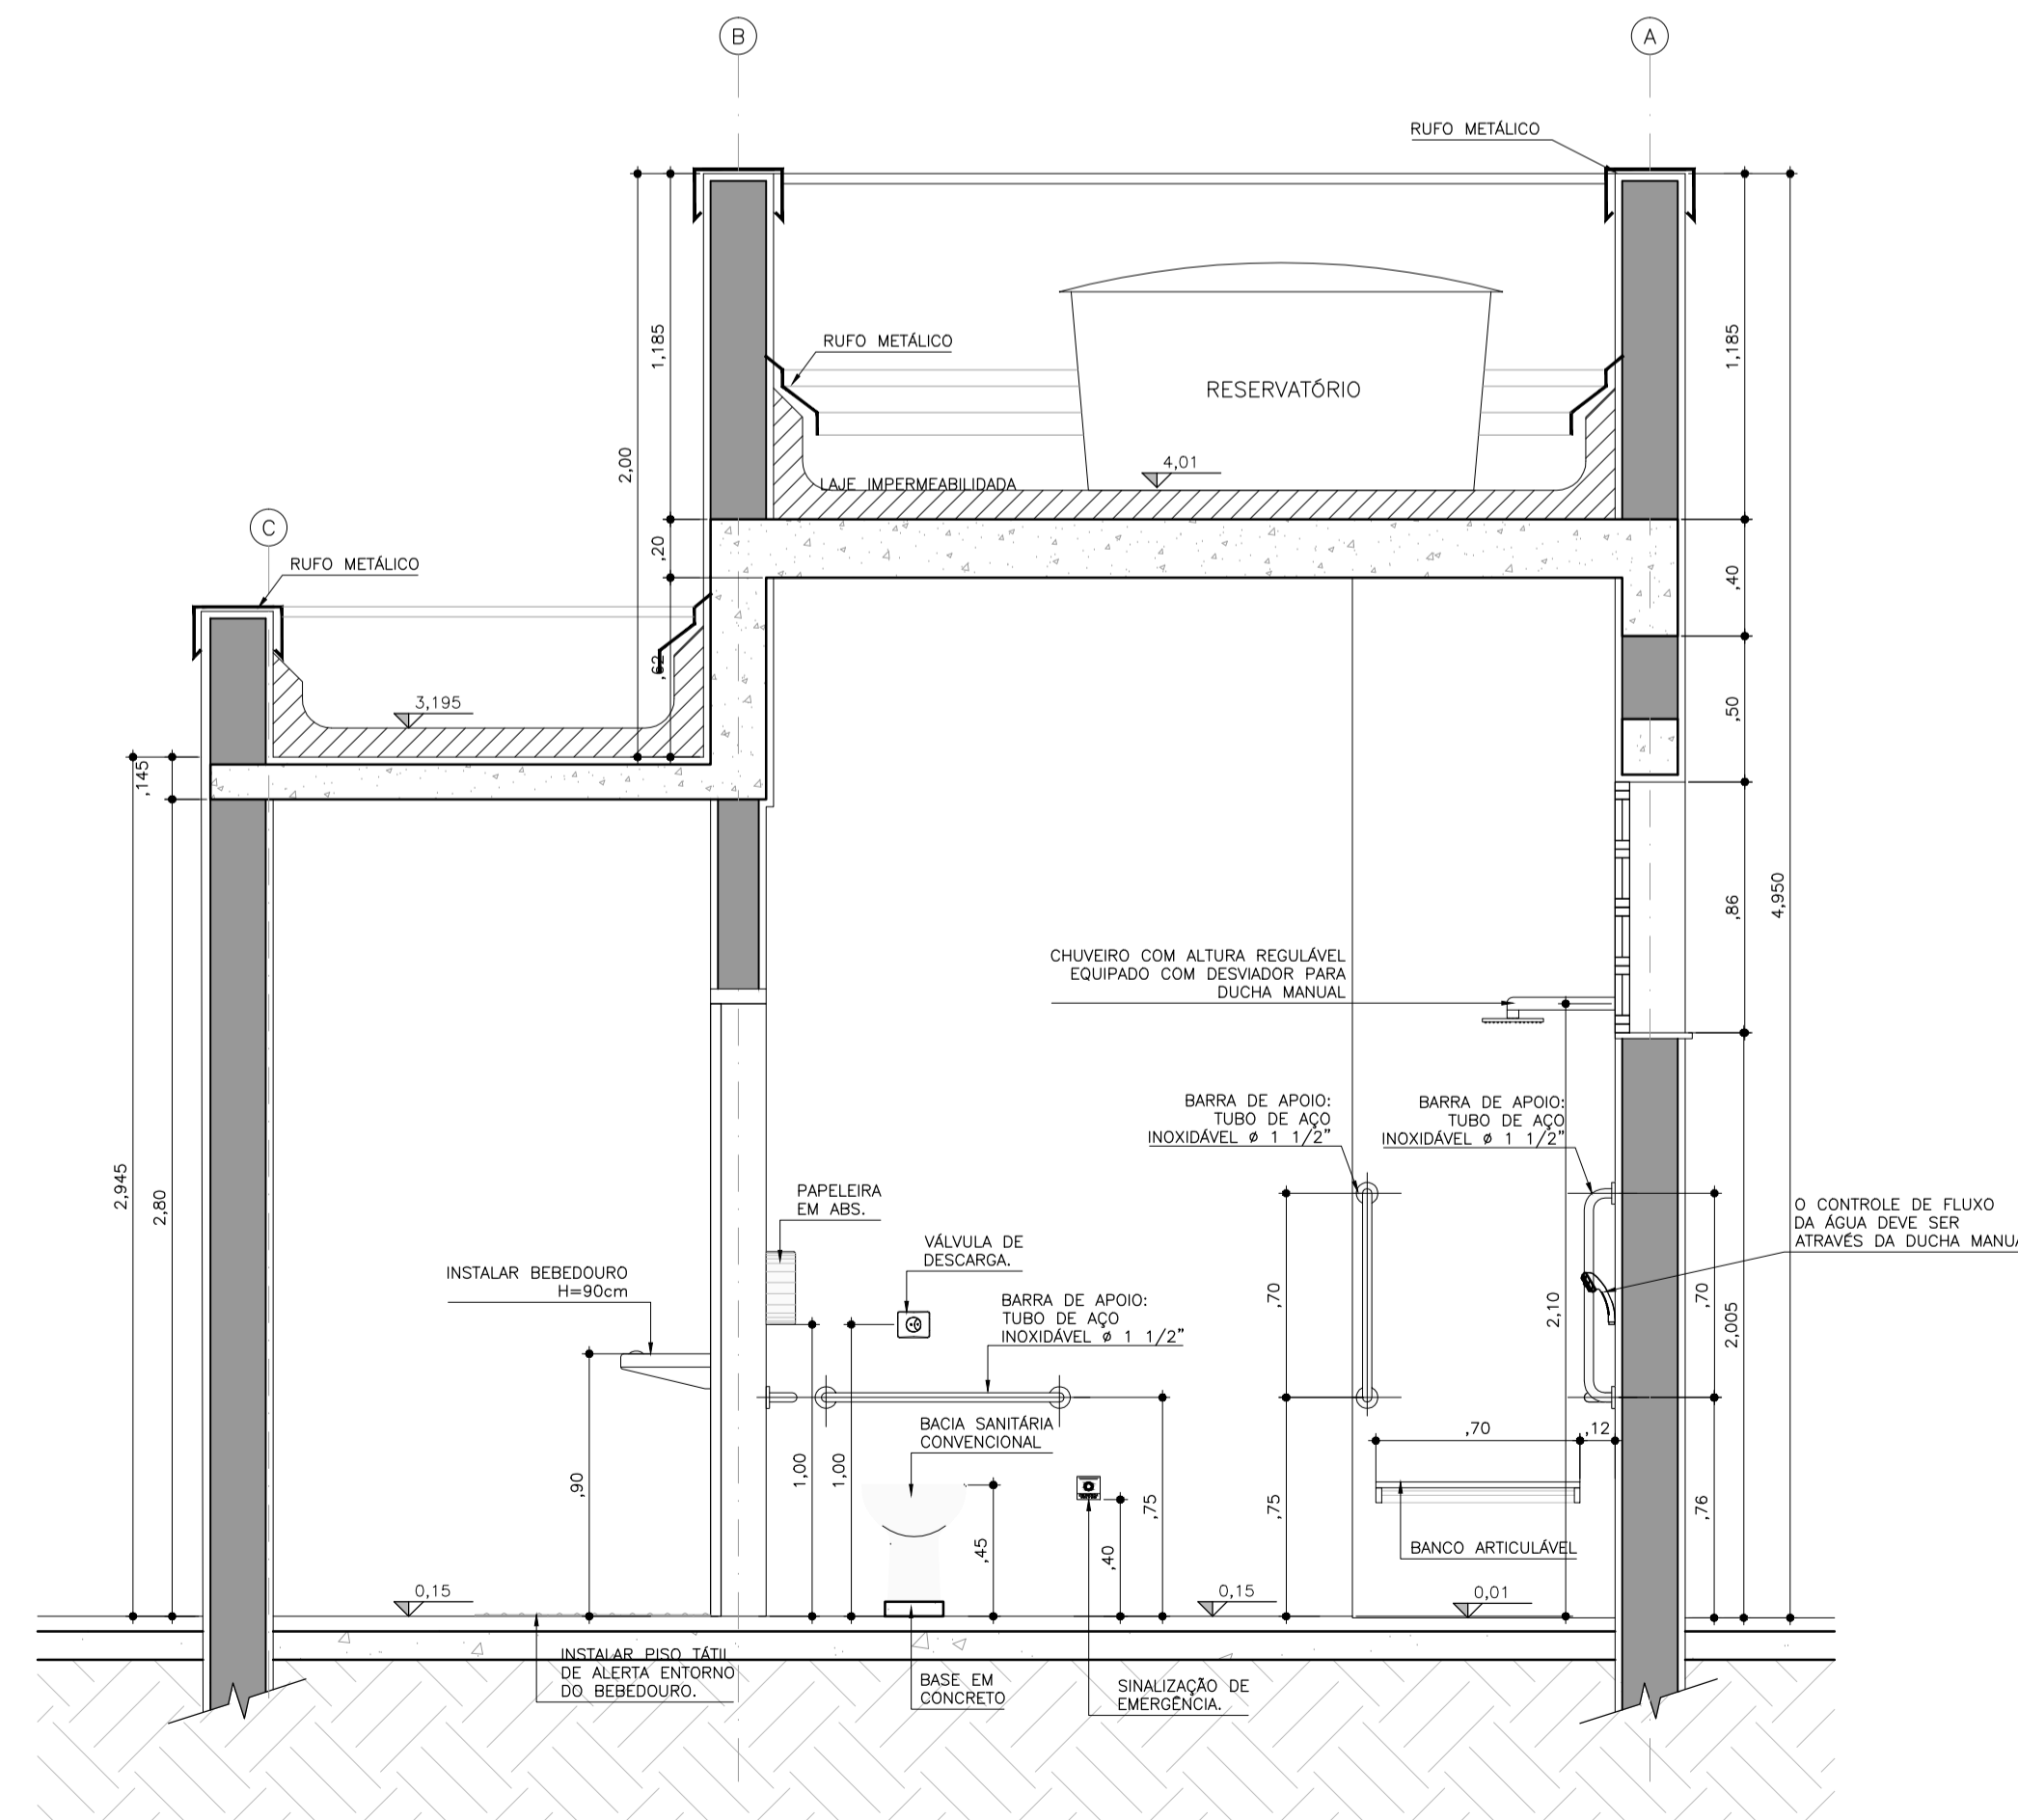 B
A
RUFO METÁLICO
1,185
1,185
RUFO METÁLICO
RESERVATÓRIO
2,00
4,01
LAJE IMPERMEABILIDADA
C
,20
RUFO METÁLICO
,40
,62
3,195
,50
,145
4,950
,86
CHUVEIRO COM ALTURA REGULÁVEL
EQUIPADO COM DESVIADOR PARA
DUCHA MANUAL
BARRA DE APOIO:
TUBO DE AÇO
INOXIDÁVEL ø 1 1/2”
BARRA DE APOIO:
TUBO DE AÇO
INOXIDÁVEL ø 1 1/2”
2,945
2,80
PAPELEIRA
EM ABS.
O CONTROLE DE FLUXO
DA ÁGUA DEVE SER
ATRAVÉS DA DUCHA MANUA
VÁLVULA DE
DESCARGA.
INSTALAR BEBEDOURO
H=90cm
BARRA DE APOIO:
TUBO DE AÇO
INOXIDÁVEL ø 1 1/2”
,70
2,10
,70
2,005
BACIA SANITÁRIA
CONVENCIONAL
,70
,12
,90
1,00
1,00
,45
,40
,75
,75
,76
BANCO ARTICULÁVEL
0,15
0,15
0,01
INSTALAR PISO TÁTIL
DE ALERTA ENTORNO
DO BEBEDOURO.
BASE EM
CONCRETO
SINALIZAÇÃO DE
EMERGÊNCIA.